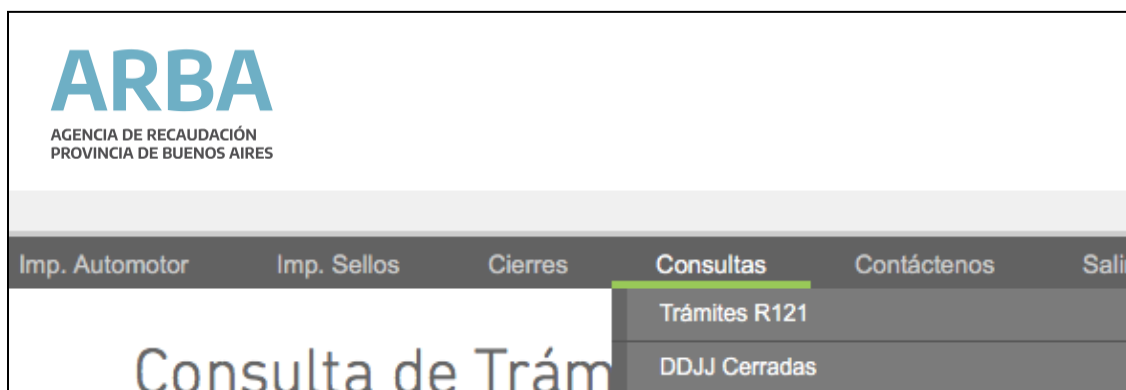 ARBA
AGENCIA DE RECAUDACIÓN
PROVINCIA DE BUENOS AIRES
Imp. Automotor Imp. Sellos Cierres Consultas Contáctenos
Trámites R121
DDJJ Cerradas
Consulta de Trám